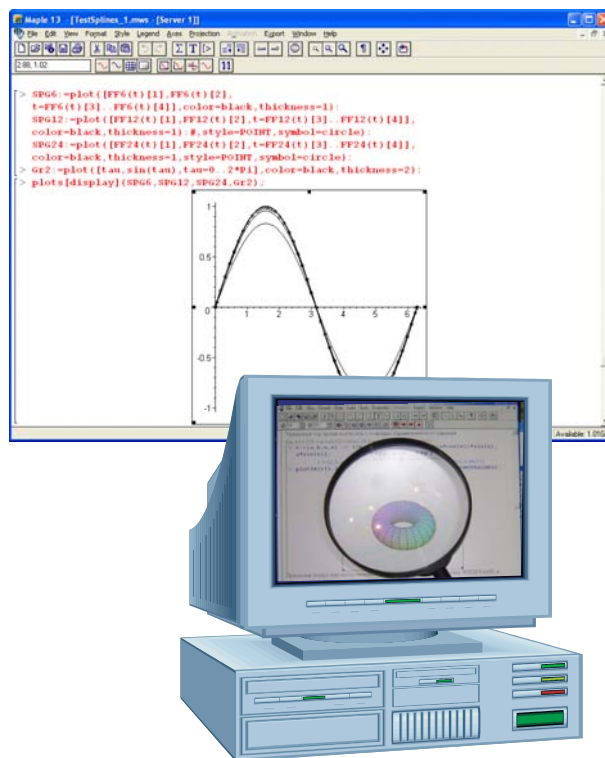 Maple 13 - [TestSplines_1.mws - [Server 1]]
File Edit View Format Style Legend Axes Projection Animation Export Window Help
2.88, 1.02
> SPG6:=plot([FF6(t)[1],FF6(t)[2],
t=FF6(t)[3]..FF6(t)[4]],color=black,thickness=1):
SPG12:=plot([FF12(t)[1],FF12(t)[2],t=FF12(t)[3]..FF12(t)[4]],
color=black,thickness=1):#,style=POINT,symbol=circle):
SPG24:=plot([FF24(t)[1],FF24(t)[2],t=FF24(t)[3]..FF24(t)[4]],
color=black,thickness=1,style=POINT,symbol=circle):
> Gr2:=plot([tau,sin(tau),tau=0..2*Pi],color=black,thickness=2):
> plots[display](SPG6,SPG12,SPG24,Gr2);
1
0.5
0
1 2 3 4 5 6
-0.5
-1
Available: 1.01G